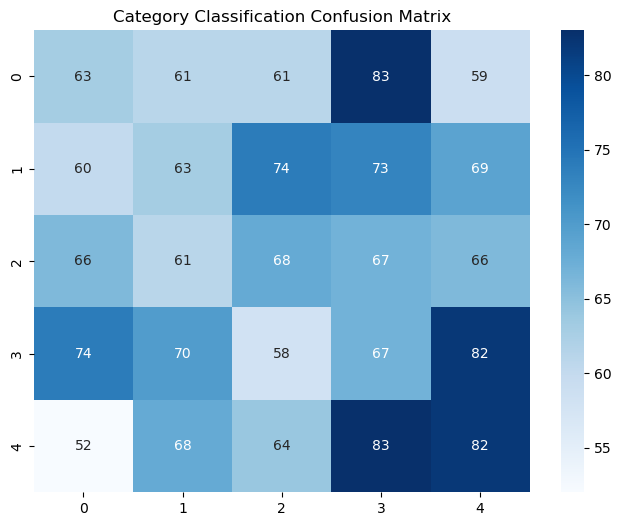 Category Classification Confusion Matrix
0 63 61 61 83 59
1 60 63 74 73 69
2 66 61 68 67 66
3 74 70 58 67 82
4 52 68 64 83 82
0 1 2 3 4
80
75
70
65
60
55